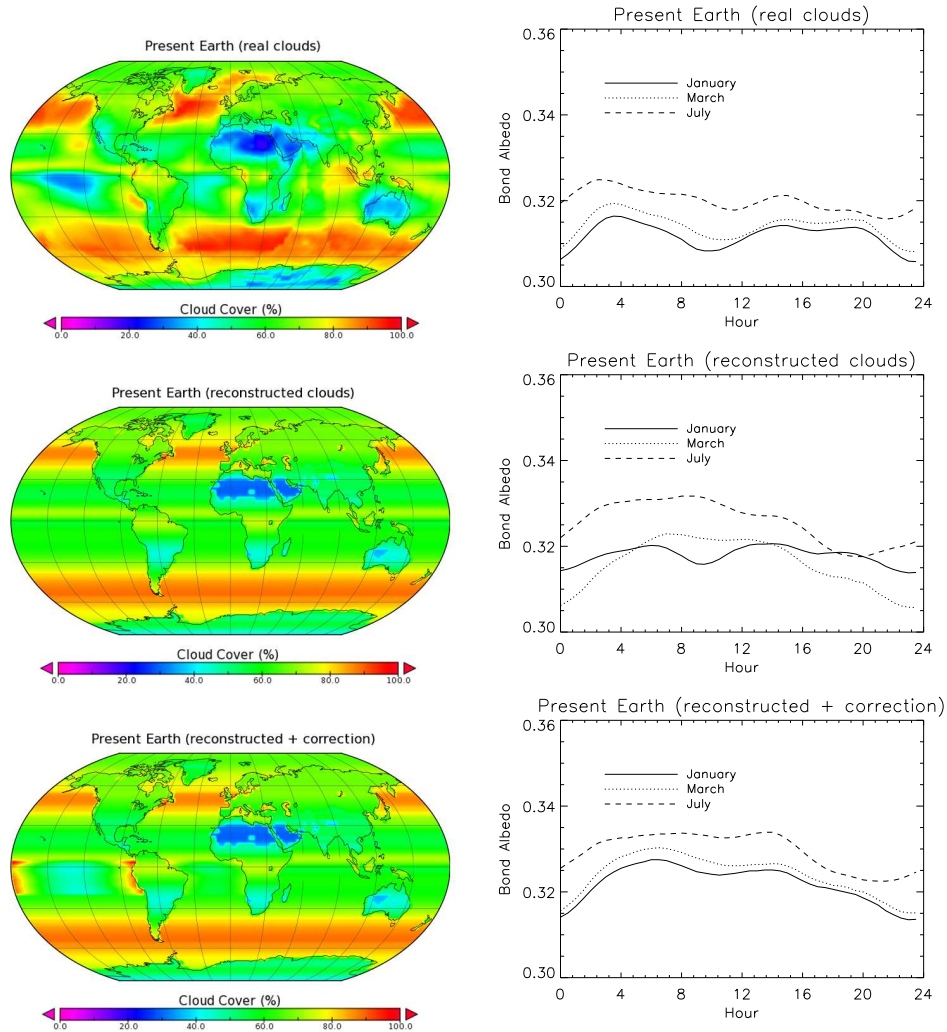 Present Earth (real clouds)
Cloud Cover (%)
0.0 20.0 40.0 60.0 80.0 100.0
Present Earth (real clouds)
0.36
0.34
0.32
0.30
Bond Albedo
January
March
July
0 4 8 12 16 20 24
Hour
Present Earth (reconstructed clouds)
Cloud Cover (%)
0.0 20.0 40.0 60.0 80.0 100.0
Present Earth (reconstructed clouds)
0.36
0.34
0.32
0.30
Bond Albedo
January
March
July
0 4 8 12 16 20 24
Hour
Present Earth (reconstructed + correction)
Cloud Cover (%)
0.0 20.0 40.0 60.0 80.0 100.0
Present Earth (reconstructed + correction)
0.36
0.34
0.32
0.30
Bond Albedo
January
March
July
0 4 8 12 16 20 24
Hour